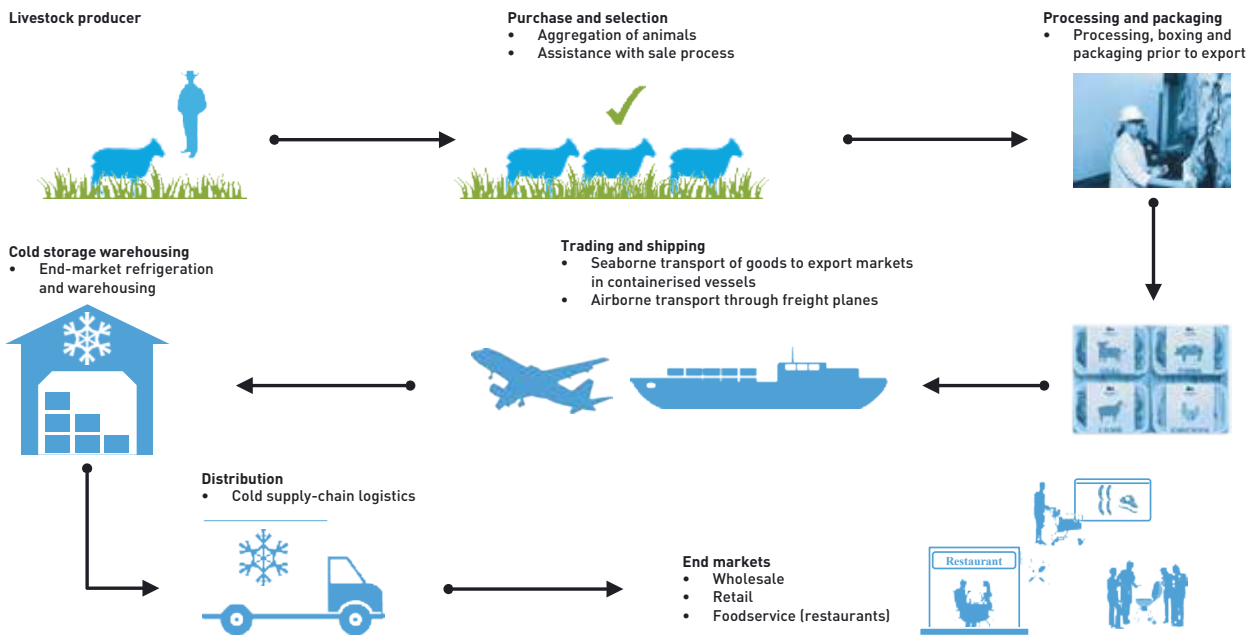 Livestock producer
Purchase and selection
• Aggregation of animals
• Assistance with sale process
Processing and packaging
• Processing, boxing and
packaging prior to export
Trading and shipping
• Seaborne transport of goods to export markets
in containerised vessels
• Airborne transport through freight planes
Cold storage warehousing
• End-market refrigeration
and warehousing
Distribution
• Cold supply-chain logistics
End markets
• Wholesale
• Retail
• Foodservice (restaurants)
Restaurant